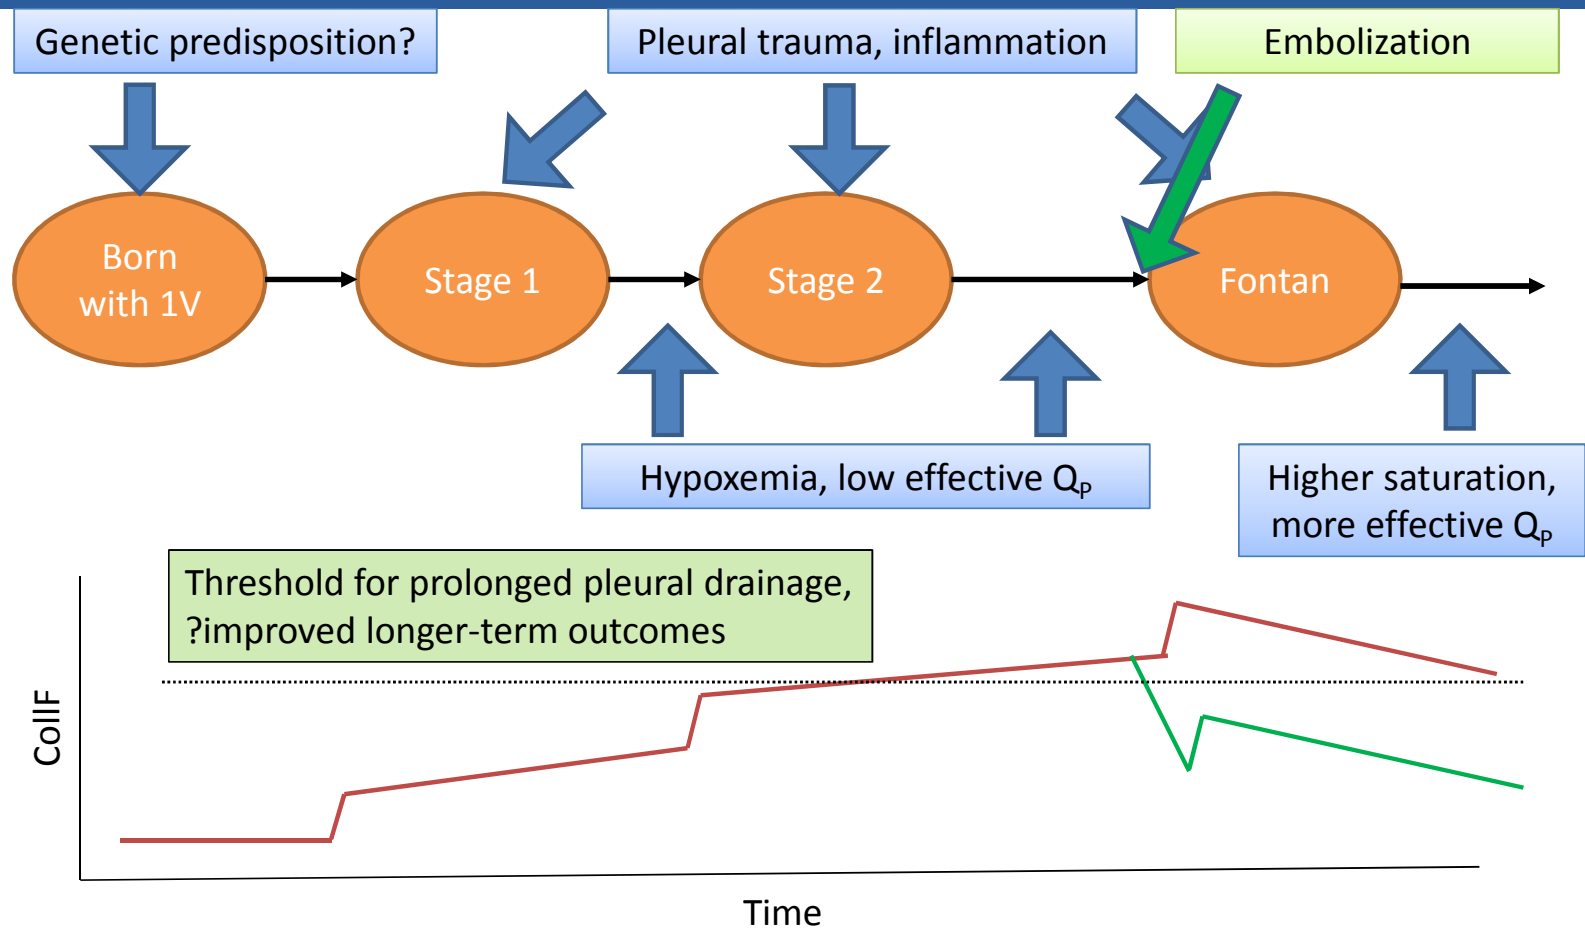 Genetic predisposition?
Pleural trauma, inflammation
Embolization
Born
with 1V
Stage 1
Stage 2
Fontan
Hypoxemia, low effective QP
Higher saturation,
more effective QP
Threshold for prolonged pleural drainage,
?improved longer-term outcomes
CollF
Time